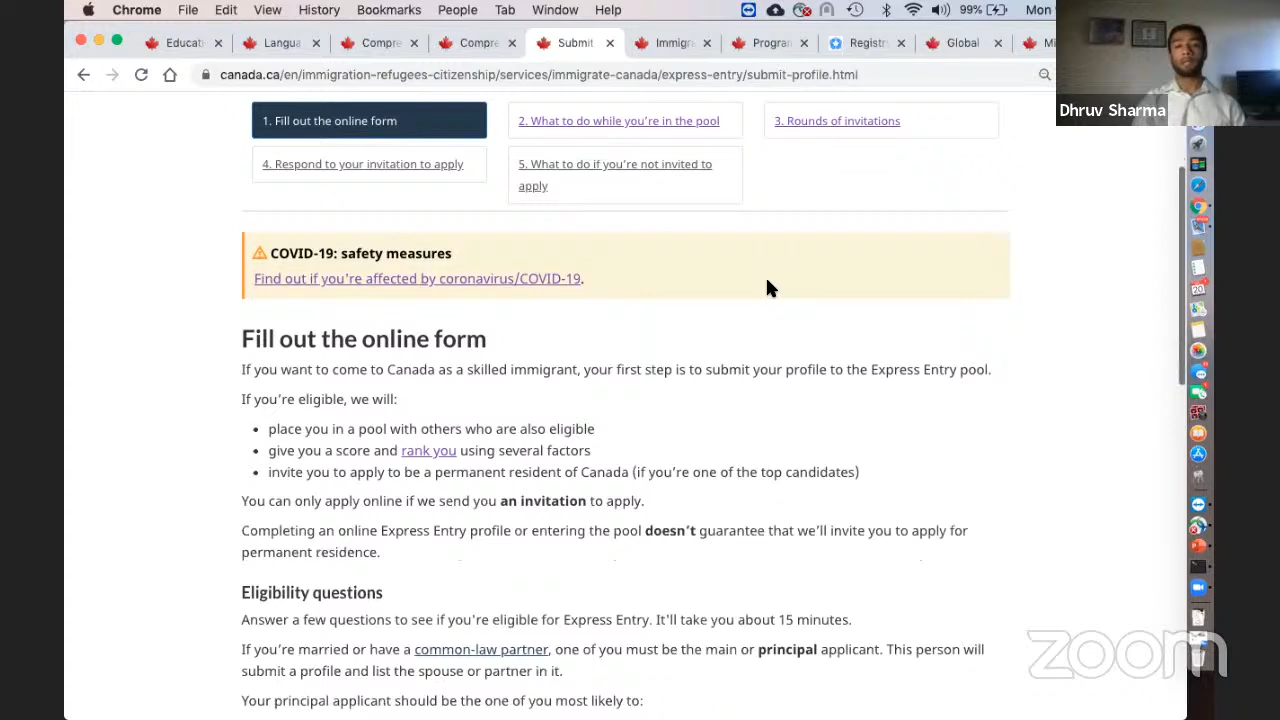 Chrome File Edit View History Bookmarks People Tab Window Help 99% Mon
Educati Langua Compre Compre Submit Immigra Program Registr Global Mi
canada.ca/en/immigration-refugees-citizenship/services/immigrate-canada/express-entry/submit-profile.html
Dhruv Sharma
1. Fill out the online form
2. What to do while you're in the pool
3. Rounds of invitations
4. Respond to your invitation to apply
5. What to do if you're not invited to
apply
COVID-19: safety measures
Find out if you're affected by coronavirus/COVID-19.
Fill out the online form
If you want to come to Canada as a skilled immigrant, your first step is to submit your profile to the Express Entry pool.
If you're eligible, we will:
• place you in a pool with others who are also eligible
• give you a score and rank you using several factors
• invite you to apply to be a permanent resident of Canada (if you're one of the top candidates)
You can only apply online if we send you an invitation to apply.
Completing an online Express Entry profile or entering the pool doesn't guarantee that we'll invite you to apply for
permanent residence.
Eligibility questions
Answer a few questions to see if you're eligible for Express Entry. It'll take you about 15 minutes.
If you're married or have a common-law partner, one of you must be the main or principal applicant. This person will
submit a profile and list the spouse or partner in it.
Your principal applicant should be the one of you most likely to:
20
zoom